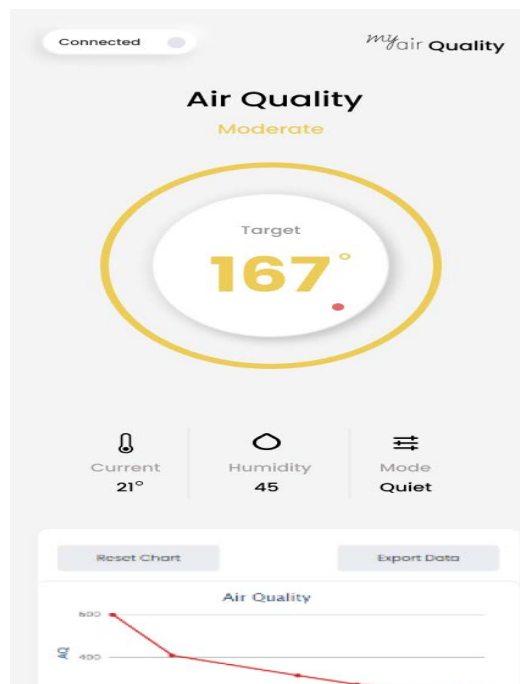 Connected
myair Quality
Air Quality
Moderate
Target
167°
Current
21°
Humidity
45
Mode
Quiet
Reset Chart
Export Data
Air Quality
600
AQ
400